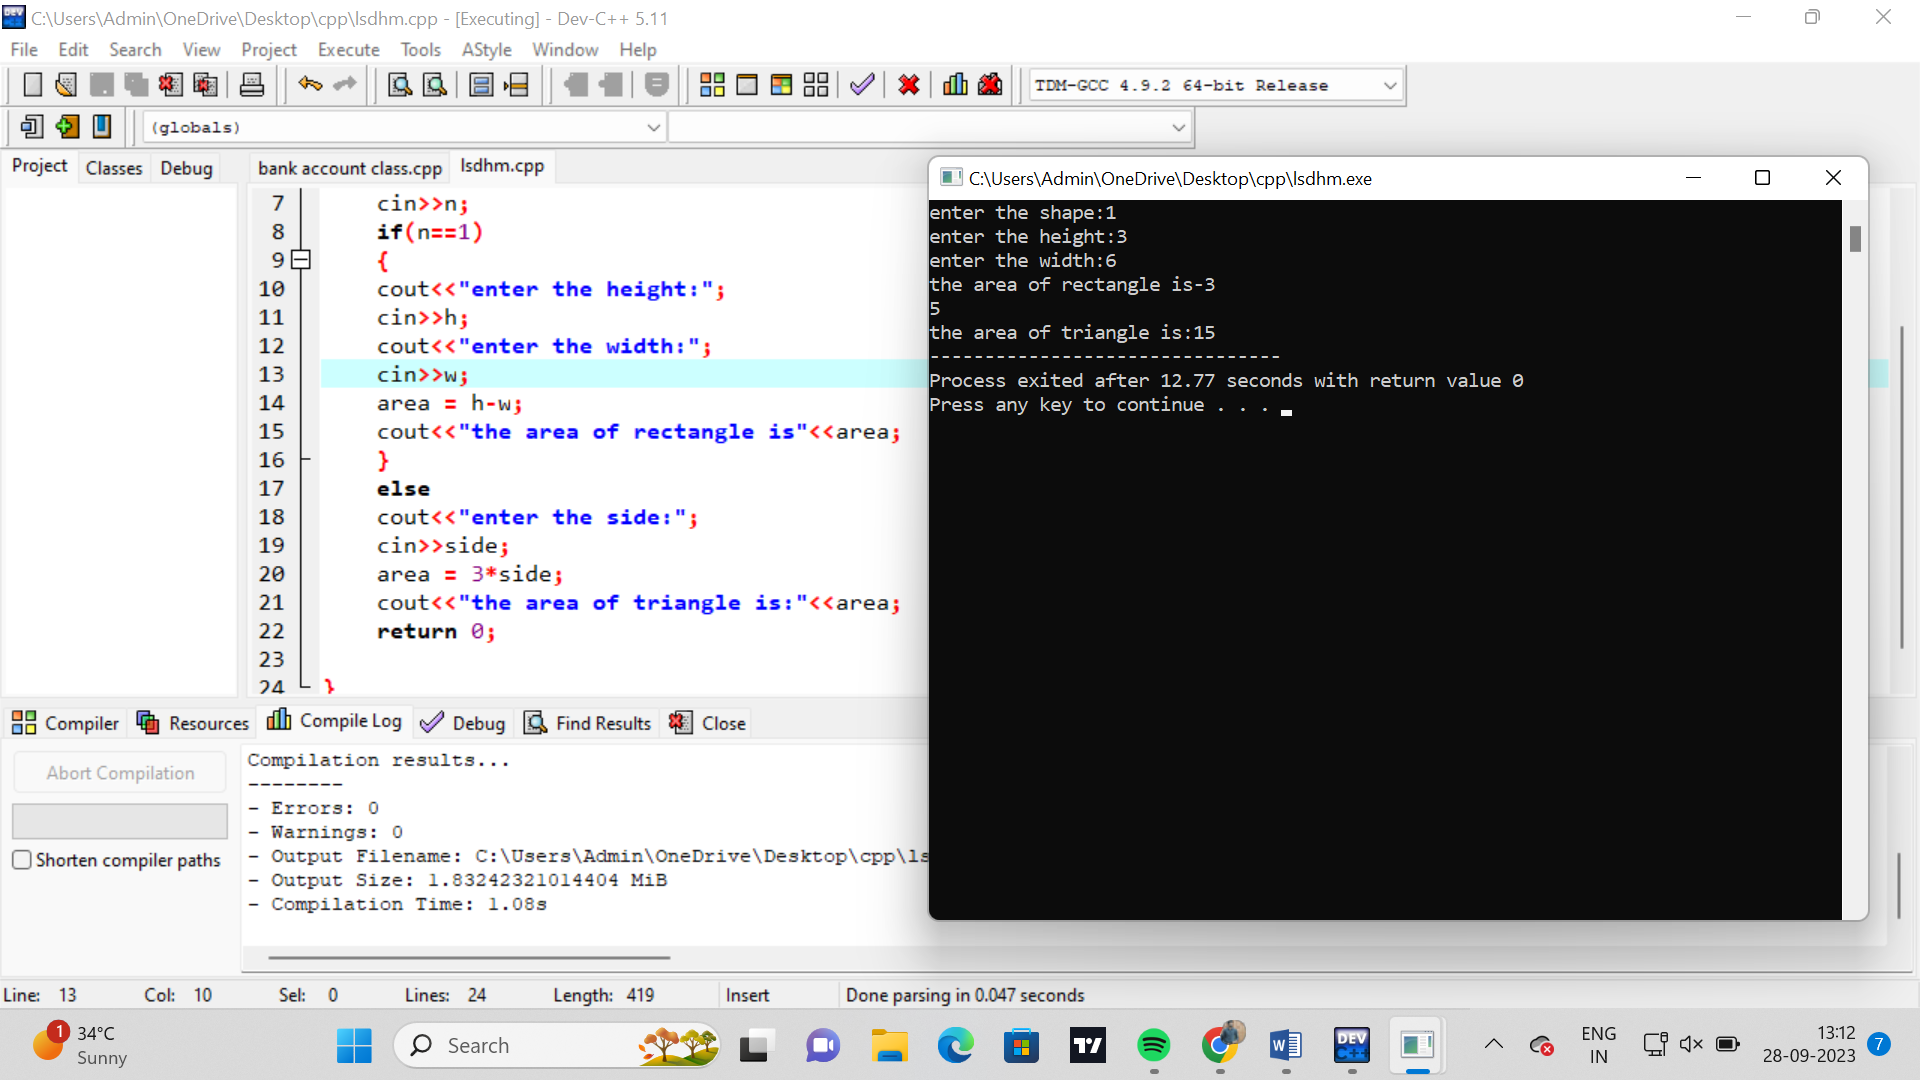 C:\Users\Admin\OneDrive\Desktop\cpp\lsdhm.cpp - [Executing] - Dev-C++ 5.11
File Edit Search View Project Execute Tools AStyle Window Help
TDM-GCC 4.9.2 64-bit Release
(globals)
Project Classes Debug
bank account class.cpp lsdhm.cpp
7 cin>>n;
8 if(n==1)
9 {
10 cout<<"enter the height:";
11 cin>>h;
12 cout<<"enter the width:";
13 cin>>w;
14 area = h-w;
15 cout<<"the area of rectangle is"<<area;
16 }
17 else
18 cout<<"enter the side:";
19 cin>>side;
20 area = 3*side;
21 cout<<"the area of triangle is:"<<area;
22 return 0;
23
24 }
C:\Users\Admin\OneDrive\Desktop\cpp\lsdhm.exe
enter the shape:1
enter the height:3
enter the width:6
the area of rectangle is-3
5
the area of triangle is:15
--------------------------------
Process exited after 12.77 seconds with return value 0
Press any key to continue . . .
Compiler Resources Compile Log Debug Find Results Close
Abort Compilation
Shorten compiler paths
Compilation results...
--------
- Errors: 0
- Warnings: 0
- Output Filename: C:\Users\Admin\OneDrive\Desktop\cpp\ls
- Output Size: 1.83242321014404 MiB
- Compilation Time: 1.08s
Line: 13 Col: 10 Sel: 0 Lines: 24 Length: 419 Insert Done parsing in 0.047 seconds
1
34°C
Sunny
Search
DEV
C++
ENG
IN
13:12
28-09-2023
7